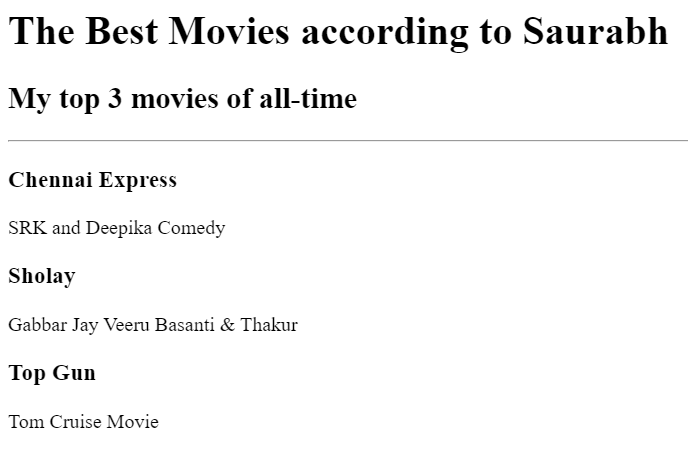 The Best Movies according to Saurabh
My top 3 movies of all-time
Chennai Express
SRK and Deepika Comedy
Sholay
Gabbar Jay Veeru Basanti & Thakur
Top Gun
Tom Cruise Movie